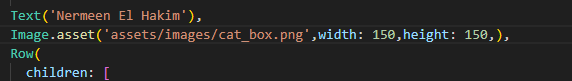 Text('Nermeen El Hakim'),
Image.asset('assets/images/cat_box.png',width: 150,height: 150,),
Row(
children: [